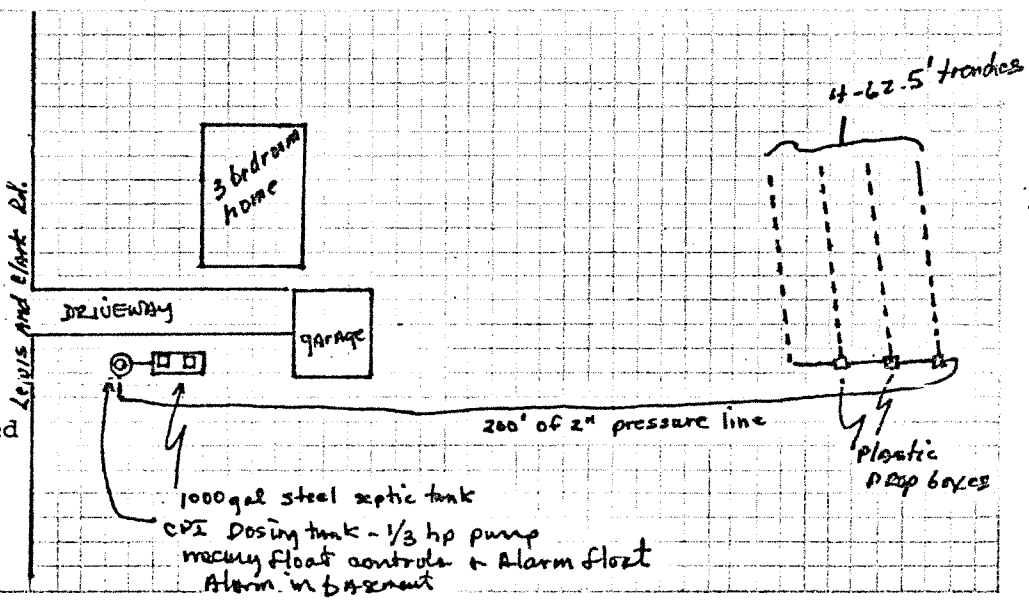 4-62.5' trenches
3 bedroom
home
Lewis and Clark Rd.
DRIVEWAY
garage
200' of 2" pressure line
Plastic
Drop boxes
ed
1000 gal steel septic tank
CPI Dosing tank - 1/3 hp pump
mecury float controls + Alarm float
Alarm in basement